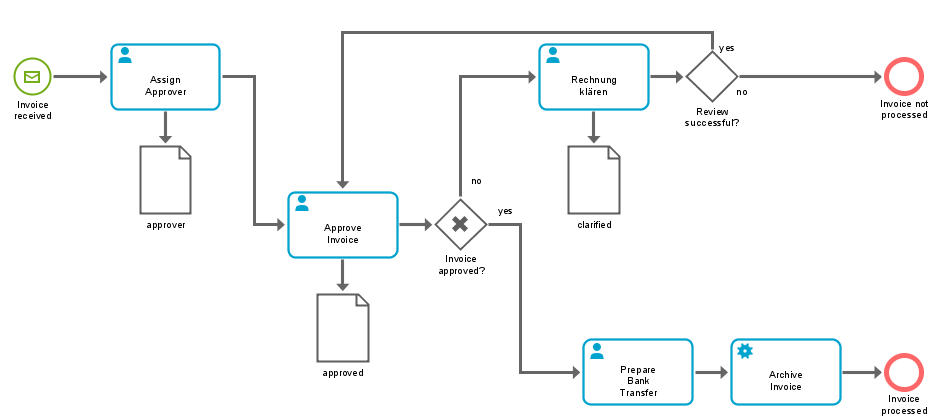 Invoice
received
Assign
Approver
approver
Approve
Invoice
approved
Invoice
approved?
no
yes
Rechnung
klären
clarified
Review
successful?
yes
no
Invoice not
processed
Prepare
Bank
Transfer
Archive
Invoice
Invoice
processed